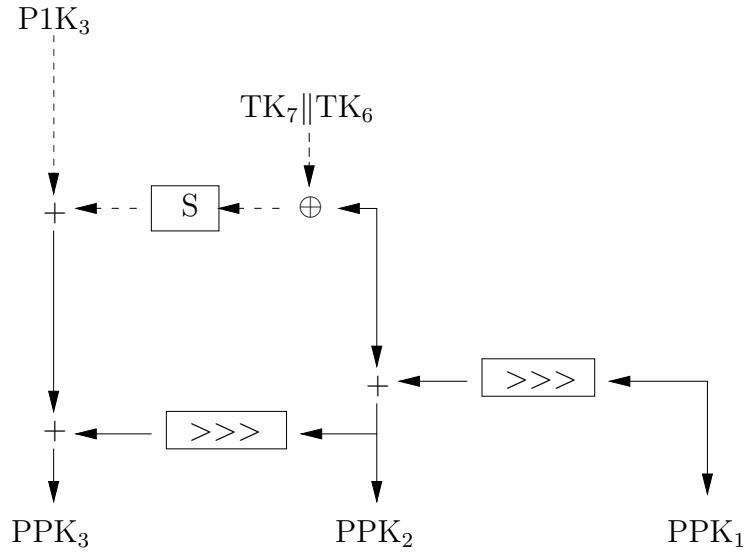 P1K₃
TK₇∥TK₆
+ S ⊕
+ >>>
+ >>>
PPK₃ PPK₂ PPK₁